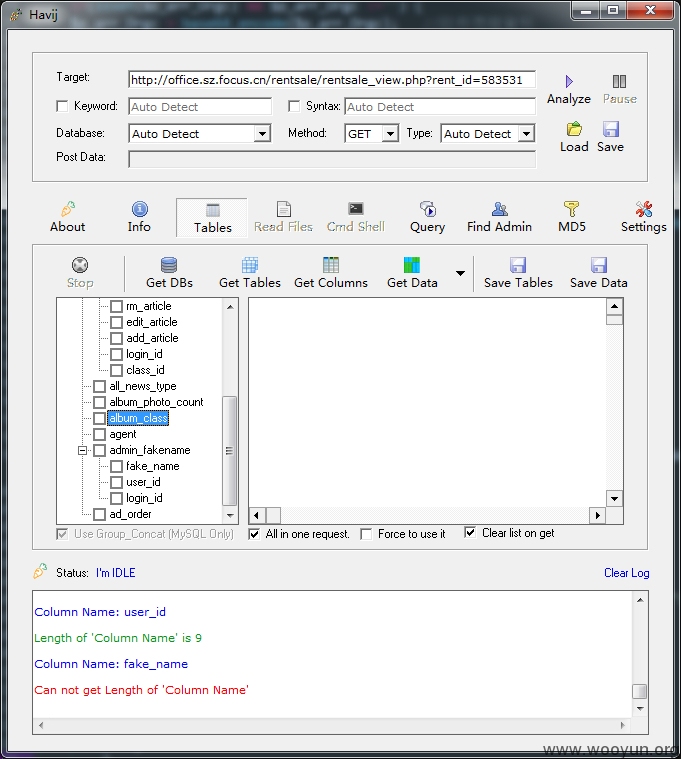 Havij
Target:
http://office.sz.focus.cn/rentsale/rentsale_view.php?rent_id=583531
Analyze
Pause
Keyword:
Auto Detect
Syntax:
Auto Detect
Database:
Auto Detect
Method:
GET
Type:
Auto Detect
Load
Save
Post Data:
About
Info
Tables
Read Files
Cmd Shell
Query
Find Admin
MD5
Settings
Stop
Get DBs
Get Tables
Get Columns
Get Data
Save Tables
Save Data
rm_article
edit_article
add_article
login_id
class_id
all_news_type
album_photo_count
album_class
agent
admin_fakename
fake_name
user_id
login_id
ad_order
Use Group_Concat (MySQL Only)
All in one request.
Force to use it
Clear list on get
Status: I'm IDLE
Clear Log
Column Name: user_id
Length of 'Column Name' is 9
Column Name: fake_name
Can not get Length of 'Column Name'
www.wooyun.org